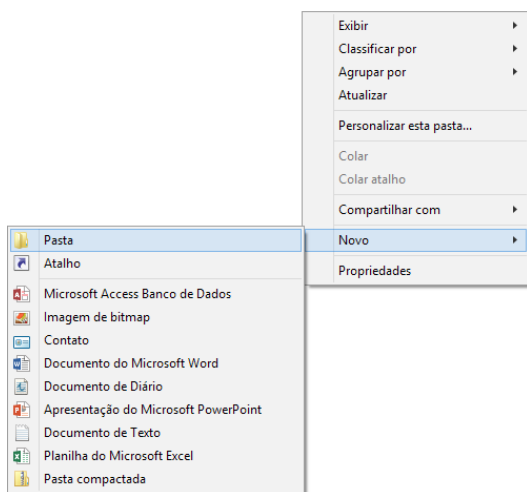 Exibir
Classificar por
Agrupar por
Atualizar
Personalizar esta pasta...
Colar
Colar atalho
Compartilhar com
Novo
Propriedades
Pasta
Atalho
Microsoft Access Banco de Dados
Imagem de bitmap
Contato
Documento do Microsoft Word
Documento de Diário
Apresentação do Microsoft PowerPoint
Documento de Texto
Planilha do Microsoft Excel
Pasta compactada